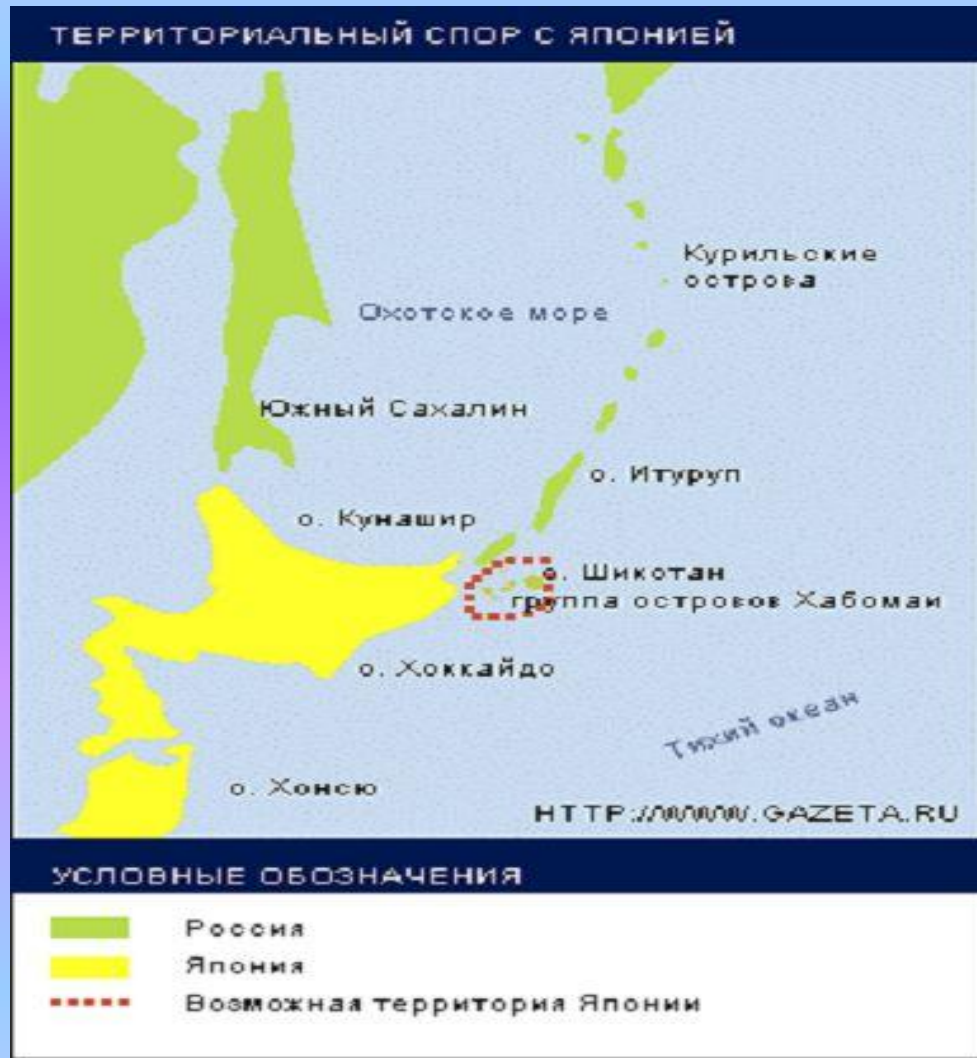 ТЕРРИТОРИАЛЬНЫЙ СПОР С ЯПОНИЕЙ
Курильские
острова
Охотское море
Южный Сахалин
о. Итуруп
о. Кунашир
о. Шикотан
группа островов Хабомаи
о. Хоккайдо
Тихий океан
о. Хонсю
HTTP://WWW.GAZETA.RU
УСЛОВНЫЕ ОБОЗНАЧЕНИЯ
Россия
Япония
Возможная территория Японии